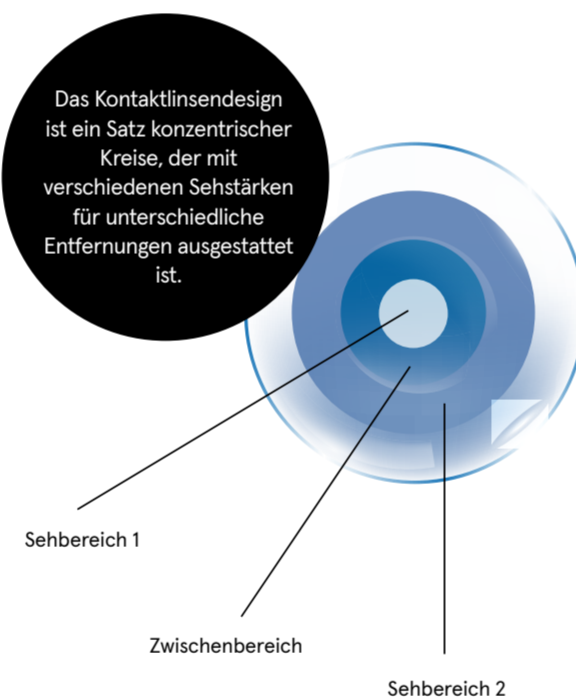 Das Kontaktlinsendesign
ist ein Satz konzentrischer
Kreise, der mit
verschiedenen Sehstärken
für unterschiedliche
Entfernungen ausgestattet
ist.
Sehbereich 1
Zwischenbereich
Sehbereich 2